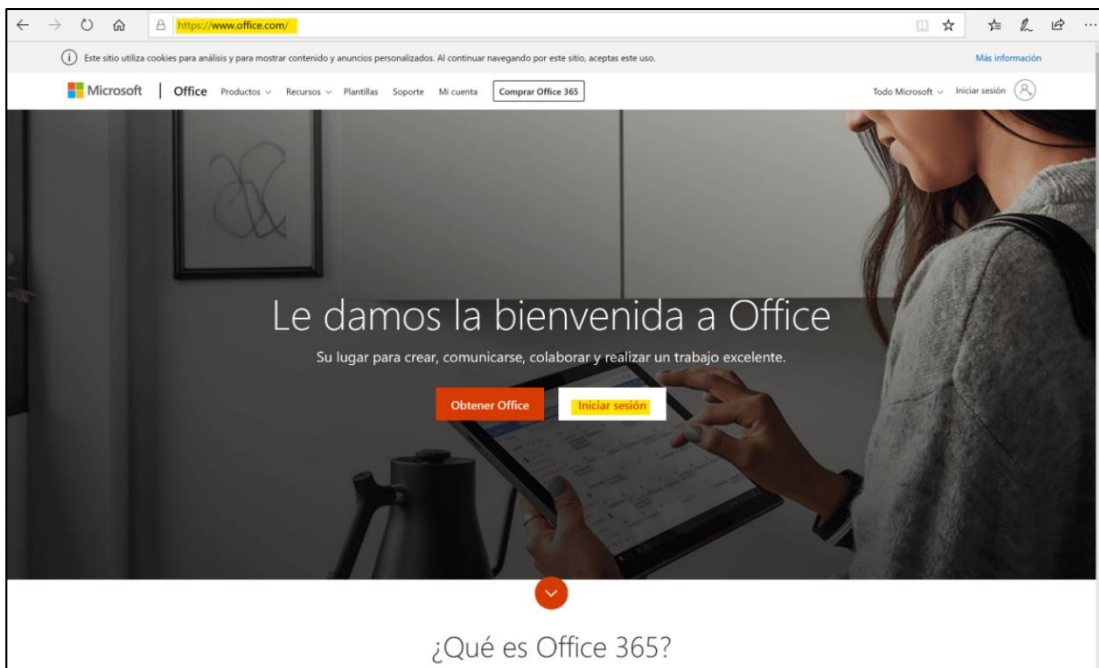 https://www.office.com/
Este sitio utiliza cookies para análisis y para mostrar contenido y anuncios personalizados. Al continuar navegando por este sitio, aceptas este uso. Más información
Microsoft Office Productos Recursos Plantillas Soporte Mi cuenta Comprar Office 365 Todo Microsoft Iniciar sesión
Le damos la bienvenida a Office
Su lugar para crear, comunicarse, colaborar y realizar un trabajo excelente.
Obtener Office Iniciar sesión
¿Qué es Office 365?